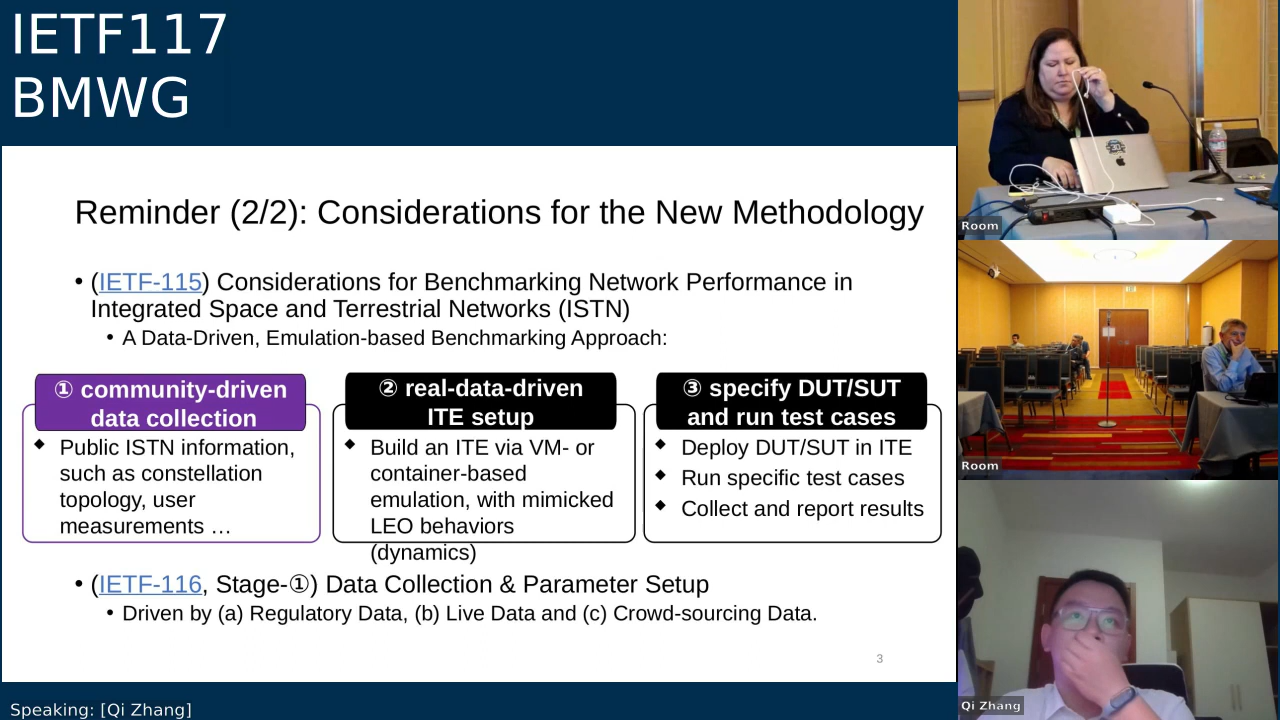 IETF117
BMWG
Reminder (2/2): Considerations for the New Methodology
• (IETF-115) Considerations for Benchmarking Network Performance in
Integrated Space and Terrestrial Networks (ISTN)
• A Data-Driven, Emulation-based Benchmarking Approach:
① community-driven
data collection
◆ Public ISTN information,
such as constellation
topology, user
measurements …
② real-data-driven
ITE setup
◆ Build an ITE via VM- or
container-based
emulation, with mimicked
LEO behaviors
(dynamics)
③ specify DUT/SUT
and run test cases
◆ Deploy DUT/SUT in ITE
◆ Run specific test cases
◆ Collect and report results
• (IETF-116, Stage-①) Data Collection & Parameter Setup
• Driven by (a) Regulatory Data, (b) Live Data and (c) Crowd-sourcing Data.
3
Speaking: [Qi Zhang]
Room
Room
Qi Zhang